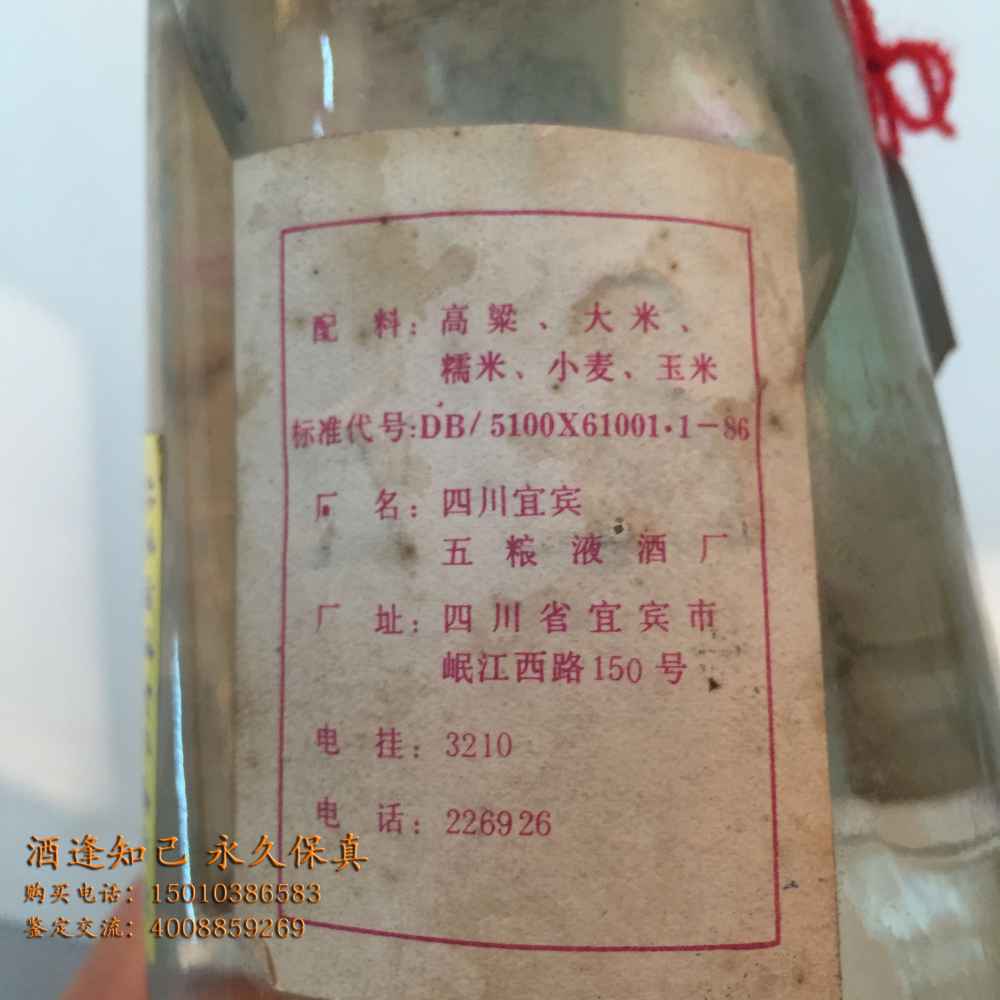 配料：高粱、大米、
糯米、小麦、玉米
标准代号:DB/5100X61001·1-86
厂名：四川宜宾
五粮液酒厂
厂址：四川省宜宾市
岷江西路150号
电挂：3210
电话：226926
酒逢知己 永久保真
购买电话：15010386583
鉴定交流：4008859269